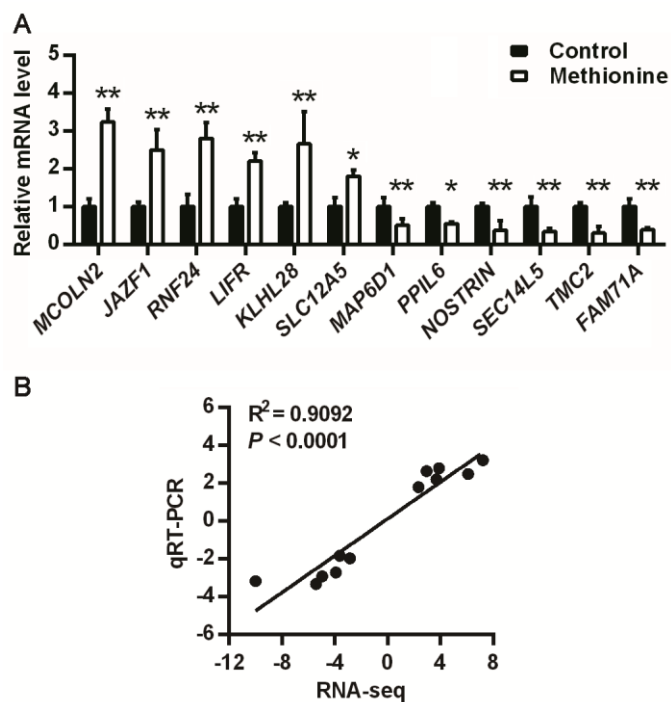 A
Control
Methionine
Relative mRNA level
5
4
3
2
1
0
** ** ** ** ** * ** * ** ** ** **
MCOLN2 JAZF1 RNF24 LIFR KLHL28 SLC12A5 MAP6D1 PPIL6 NOSTRIN SEC14L5 TMC2 FAM71A
B
R² = 0.9092
P < 0.0001
qRT-PCR
6
4
2
0
-2
-4
-6
-12 -8 -4 0 4 8
RNA-seq